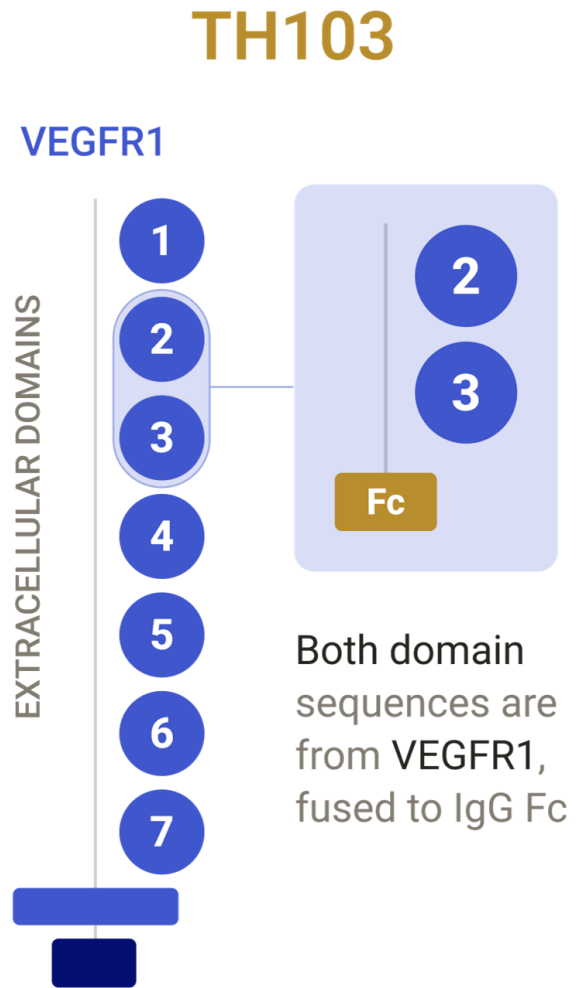 TH103
VEGFR1
EXTRACELLULAR DOMAINS
1
2
3
4
5
6
7
2
3
Fc
Both domain
sequences are
from VEGFR1,
fused to IgG Fc